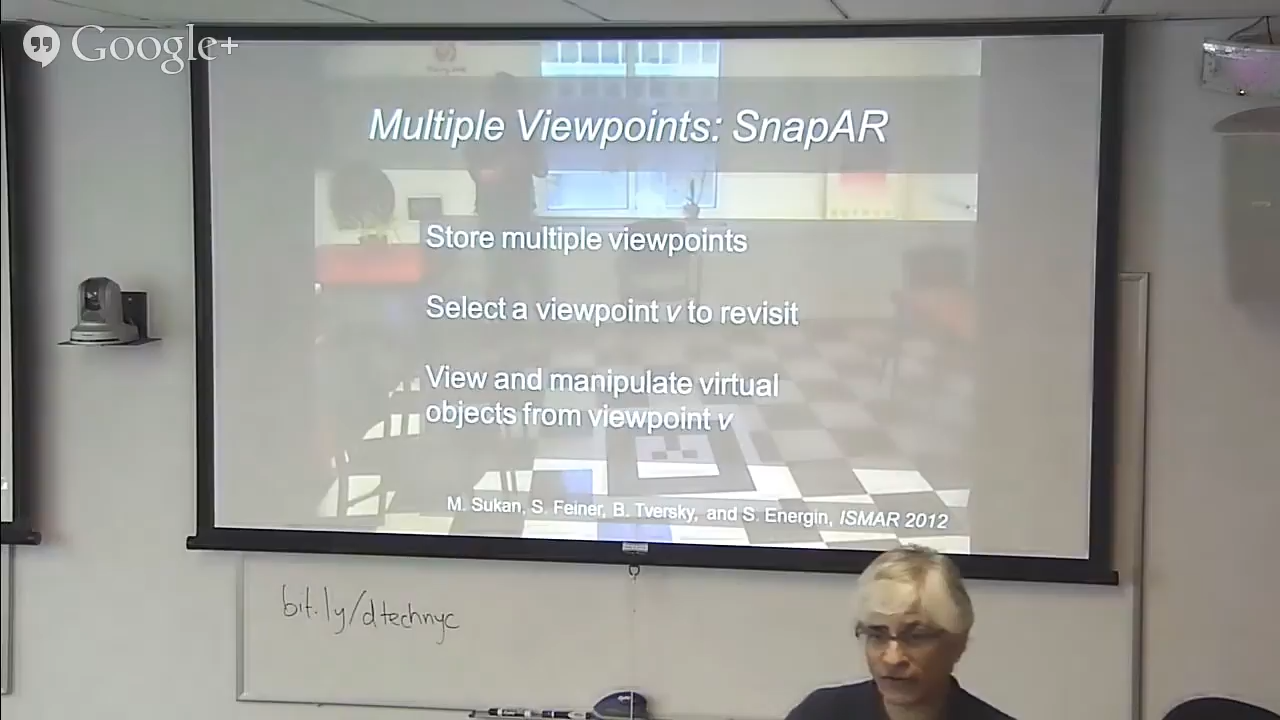 Google+
Multiple Viewpoints: SnapAR
Store multiple viewpoints
Select a viewpoint v to revisit
View and manipulate virtual
objects from viewpoint v
M. Sukan, S. Feiner, B. Tversky, and S. Energin, ISMAR 2012
bit.ly/dtechnyc